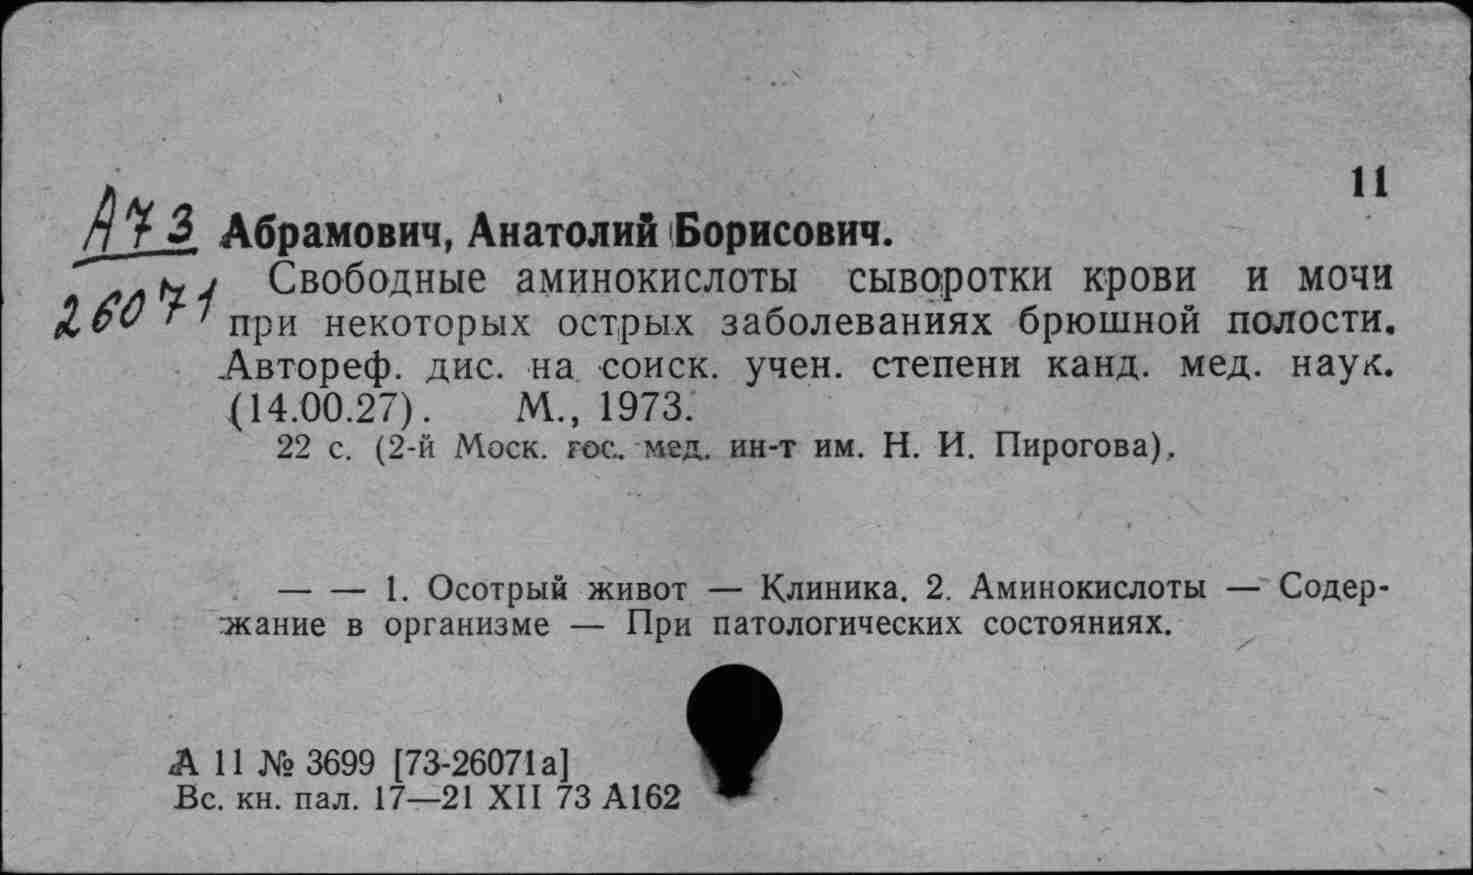 11
А73 Абрамович, Анатолий Борисович.
26071 Свободные аминокислоты сыворотки крови и мочи
при некоторых острых заболеваниях брюшной полости.
Автореф. дис. на соиск. учен. степени канд. мед. наук.
(14.00.27). М., 1973.
22 с. (2-й Моск. гос. мед. ин-т им. Н. И. Пирогова).
— — 1. Осотрый живот — Клиника. 2. Аминокислоты — Содер-
жание в организме — При патологических состояниях.
А 11 № 3699 [73-26071а]
Вс. кн. пал. 17—21 XII 73 А162